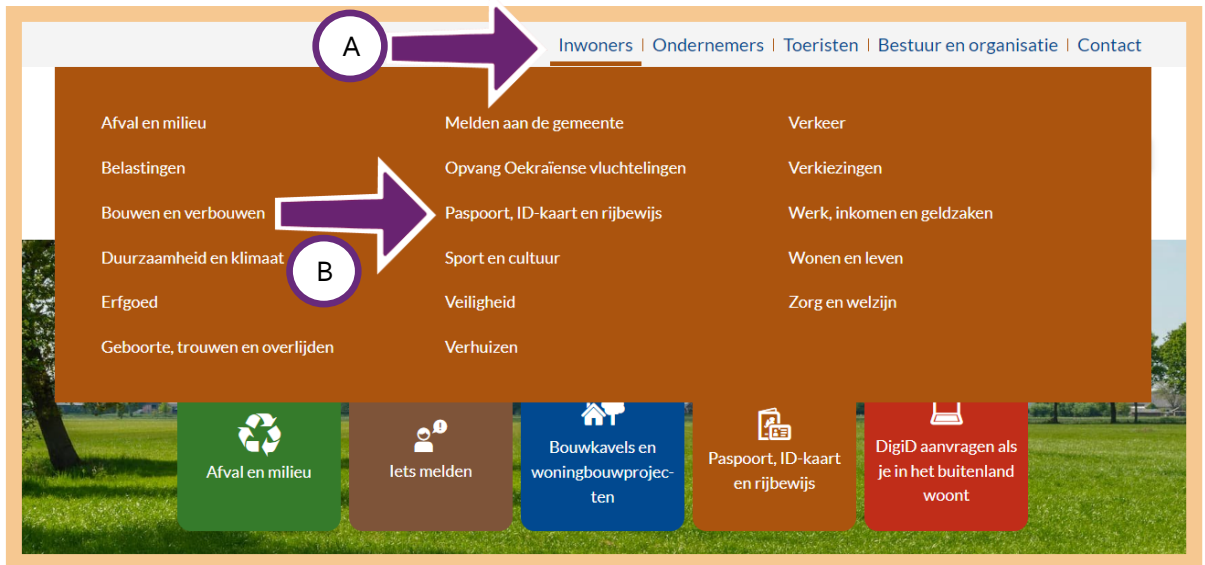 A
Inwoners | Ondernemers | Toeristen | Bestuur en organisatie | Contact
Afval en milieu
Belastingen
Bouwen en verbouwen
Duurzaamheid en klimaat
Erfgoed
Geboorte, trouwen en overlijden
B
Melden aan de gemeente
Opvang Oekraïense vluchtelingen
Paspoort, ID-kaart en rijbewijs
Sport en cultuur
Veiligheid
Verhuizen
Verkeer
Verkiezingen
Werk, inkomen en geldzaken
Wonen en leven
Zorg en welzijn
Afval en milieu
Iets melden
Bouwkavels en
woningbouwprojec-
ten
Paspoort, ID-kaart
en rijbewijs
DigiD aanvragen als
je in het buitenland
woont